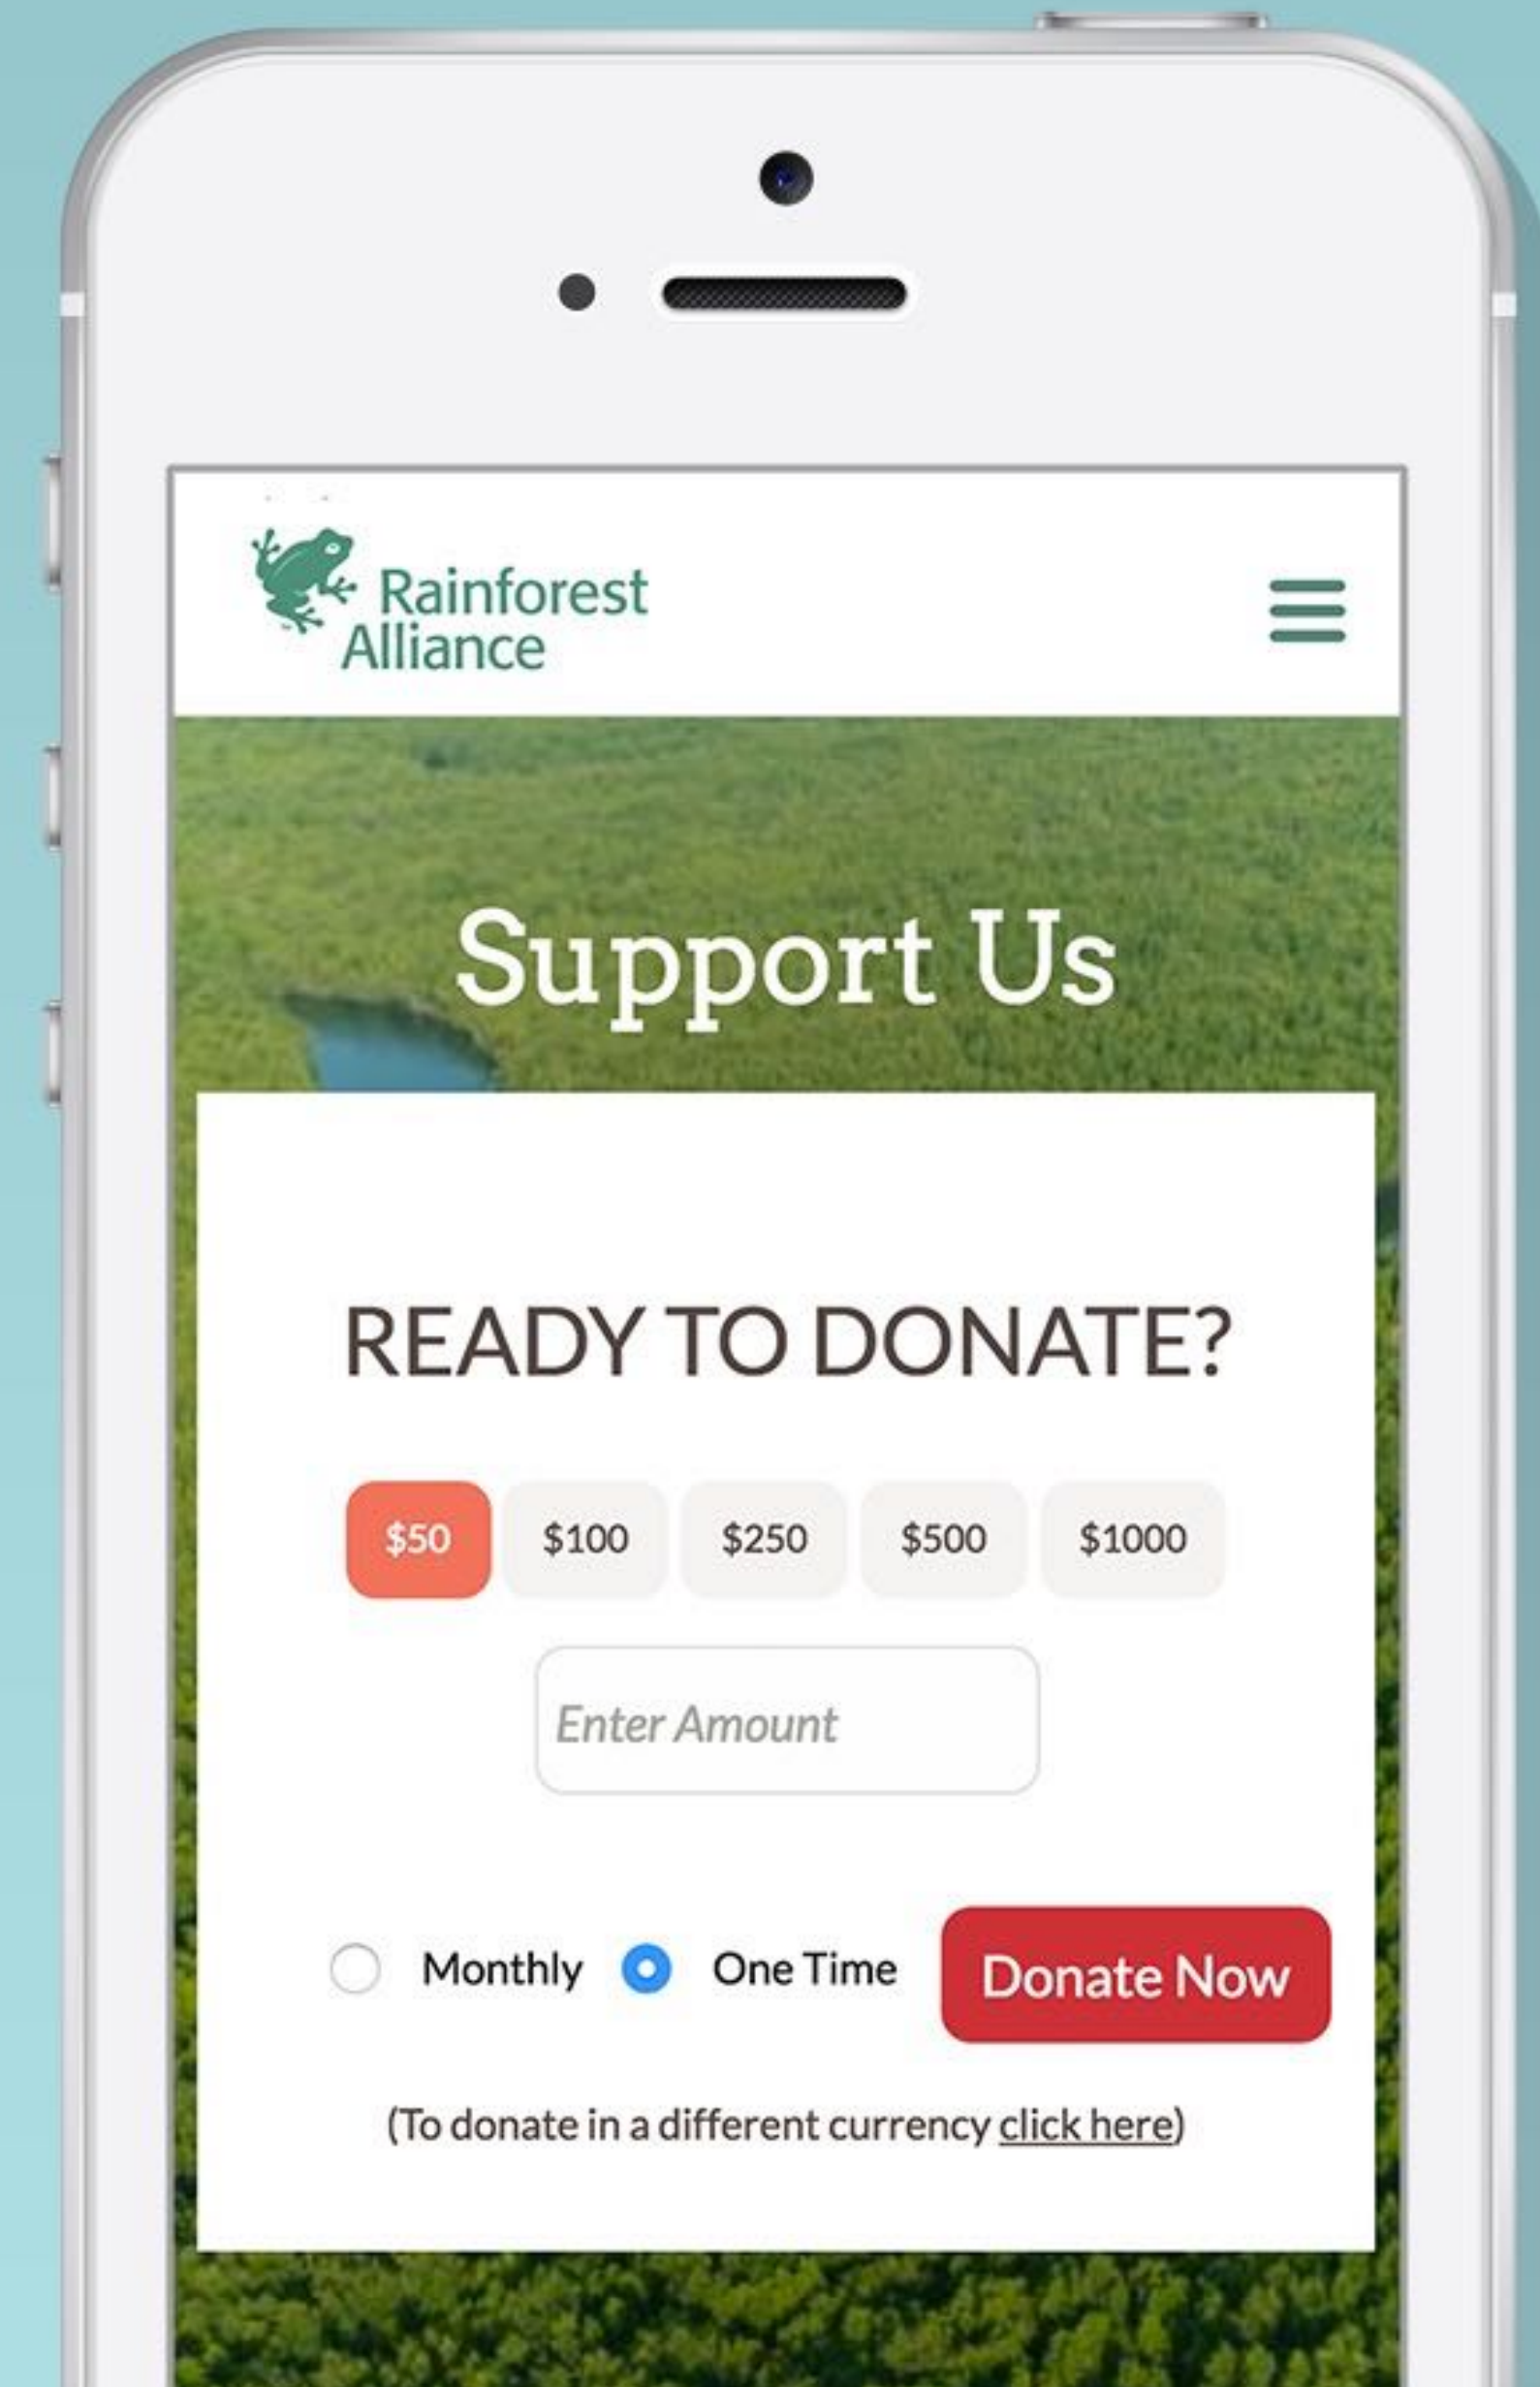 Rainforest
Alliance
Support Us
READY TO DONATE?
$50 $100 $250 $500 $1000
Enter Amount
Monthly One Time Donate Now
(To donate in a different currency click here)